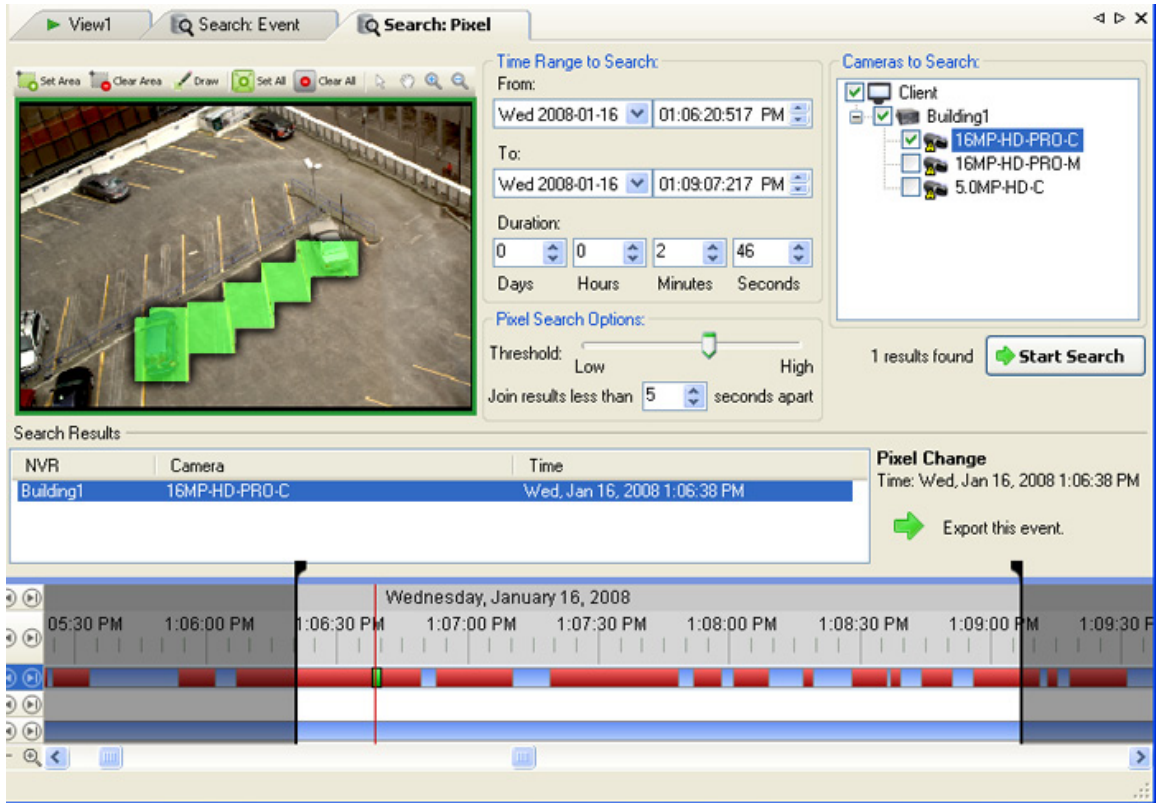 View1
Search: Event
Search: Pixel
Set Area
Clear Area
Draw
Set All
Clear All
Time Range to Search:
From:
Wed 2008-01-16
01:06:20:517 PM
To:
Wed 2008-01-16
01:09:07:217 PM
Duration:
0
0
2
46
Days
Hours
Minutes
Seconds
Pixel Search Options:
Threshold:
Low
High
Join results less than 5 seconds apart
Cameras to Search:
Client
Building1
16MP-HD-PRO-C
16MP-HD-PRO-M
5.0MP-HD-C
1 results found
Start Search
Search Results
NVR Camera Time
Building1 16MP-HD-PRO-C Wed, Jan 16, 2008 1:06:38 PM
Pixel Change
Time: Wed, Jan 16, 2008 1:06:38 PM
Export this event.
Wednesday, January 16, 2008
05:30 PM 1:06:00 PM 1:06:30 PM 1:07:00 PM 1:07:30 PM 1:08:00 PM 1:08:30 PM 1:09:00 PM 1:09:30 P